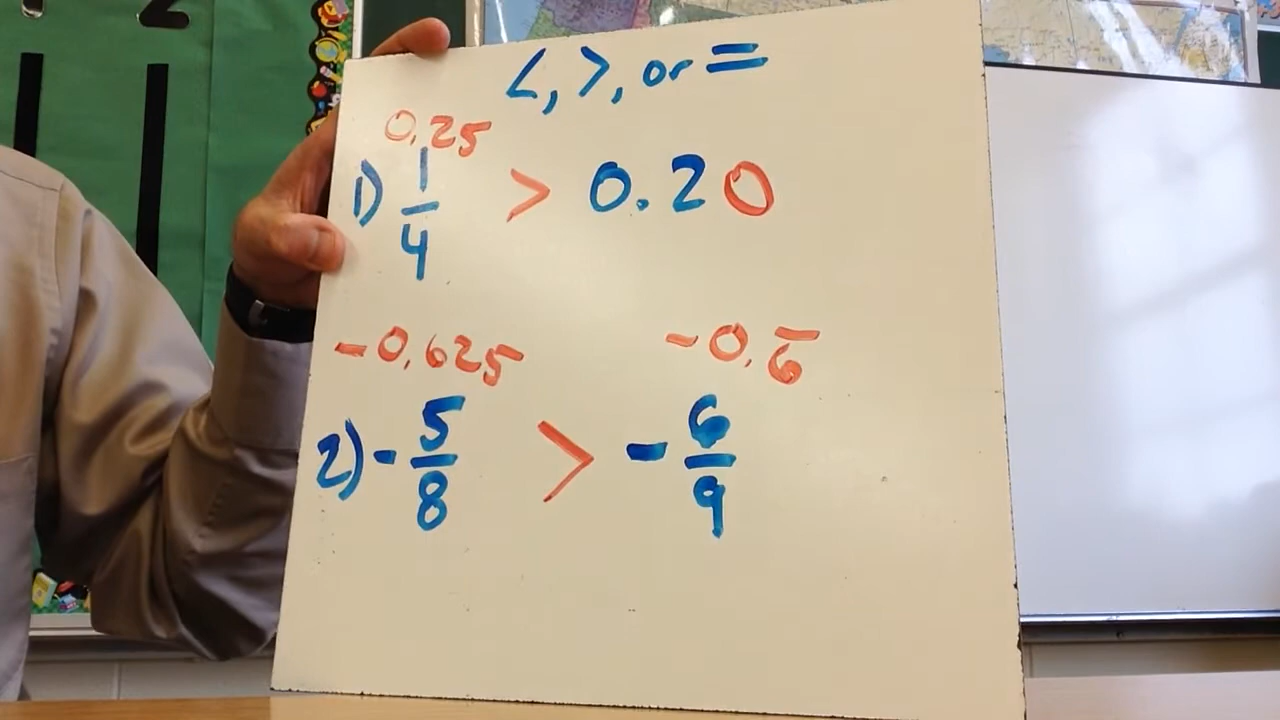 <, >, or =
0.25
1) 1/4 > 0.20
-0.625 -0.6̅
2) -5/8 > -6/9